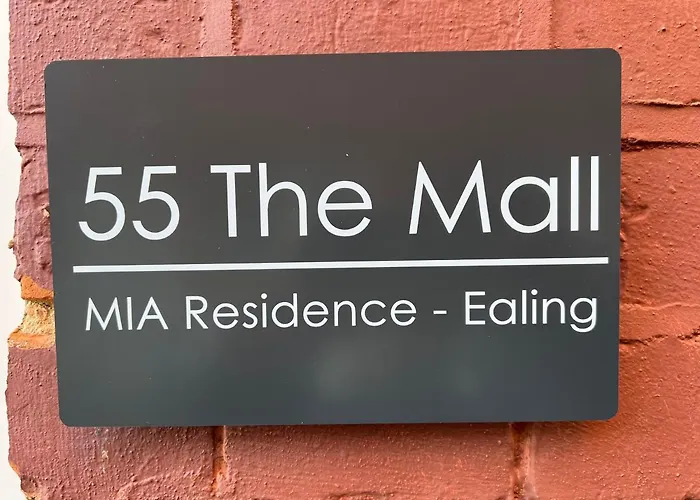 55 The Mall
MIA Residence - Ealing